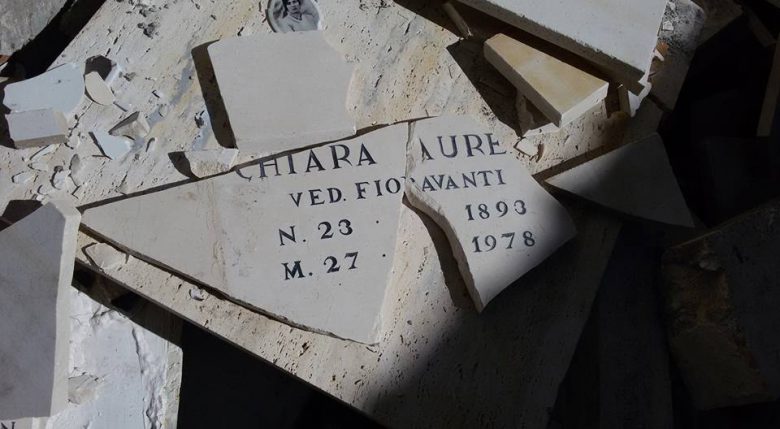 CHIARA AURE
VED. FIORAVANTI
N. 23 · 1893
M. 27 · 1978